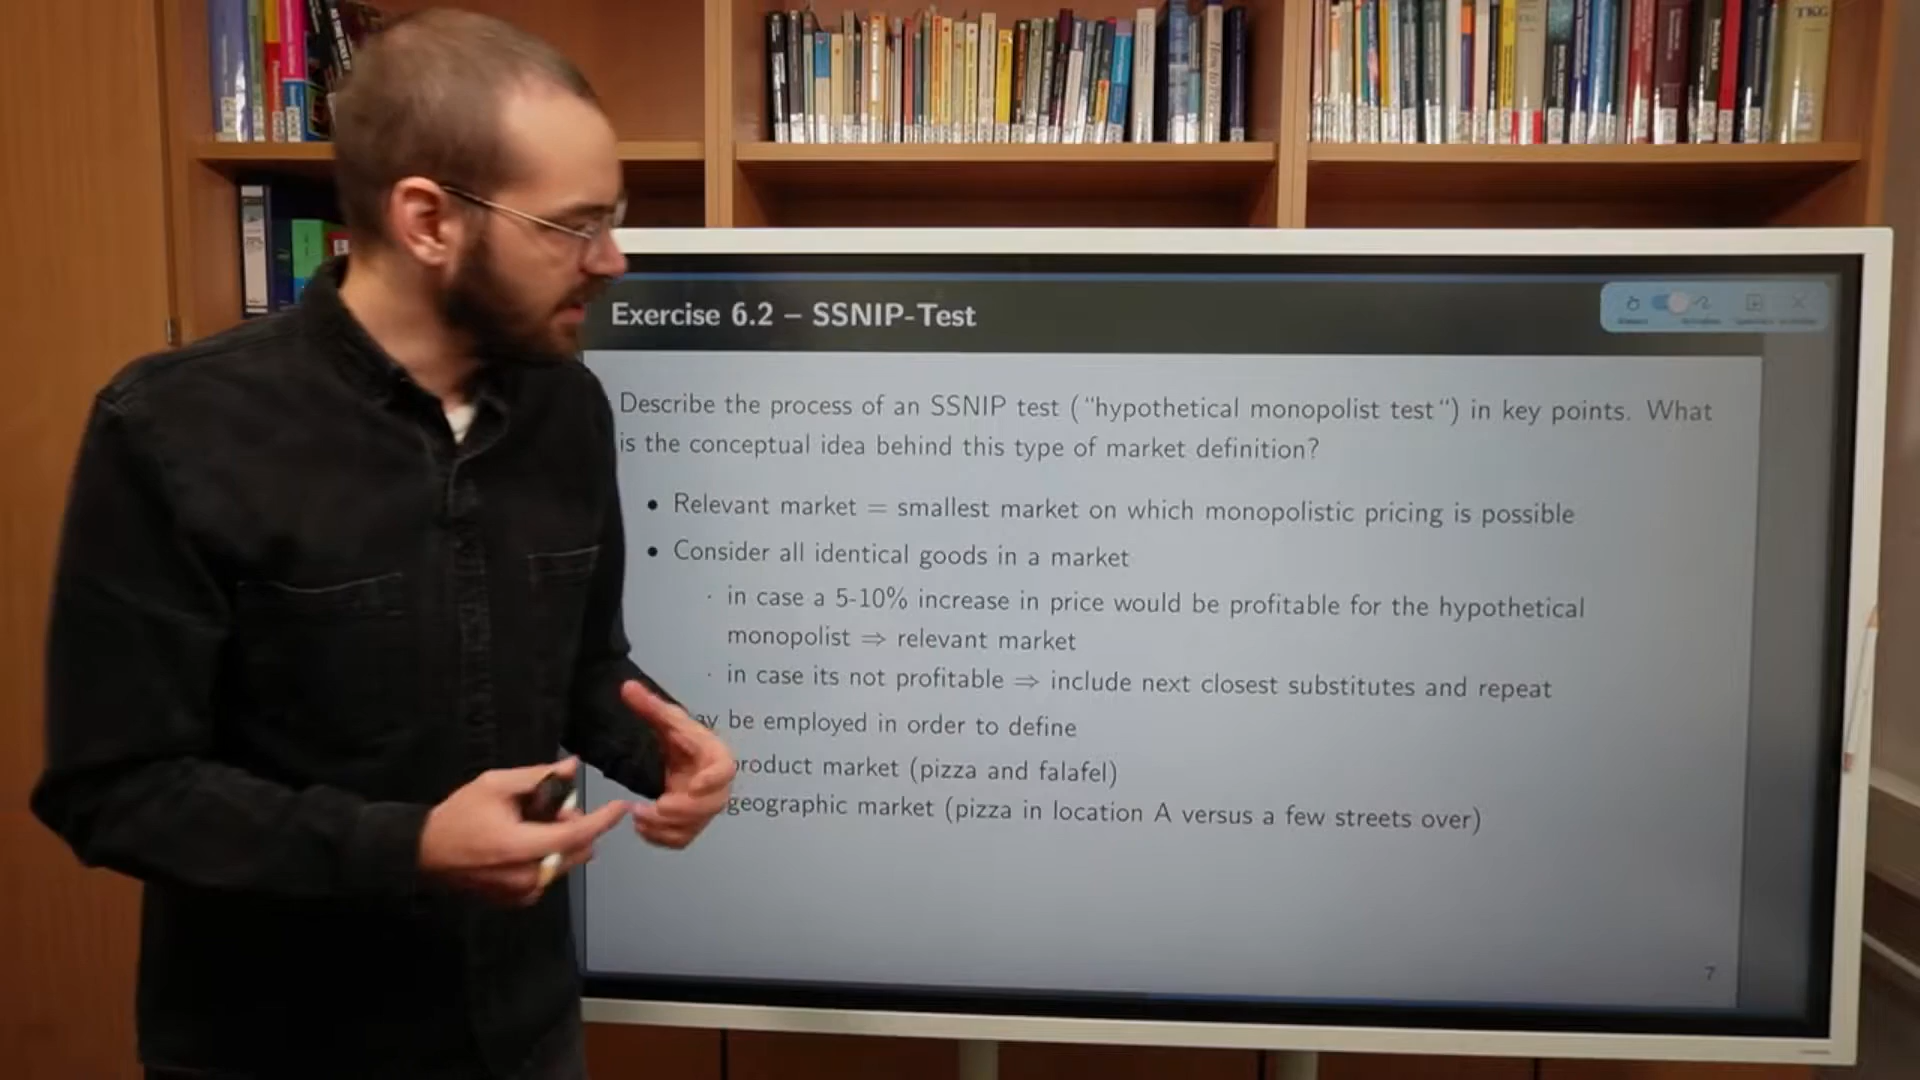 TKG
Exercise 6.2 – SSNIP-Test
Describe the process of an SSNIP test ("hypothetical monopolist test") in key points. What
is the conceptual idea behind this type of market definition?
• Relevant market = smallest market on which monopolistic pricing is possible
• Consider all identical goods in a market
· in case a 5-10% increase in price would be profitable for the hypothetical
monopolist ⇒ relevant market
· in case its not profitable ⇒ include next closest substitutes and repeat
be employed in order to define
product market (pizza and falafel)
geographic market (pizza in location A versus a few streets over)
7